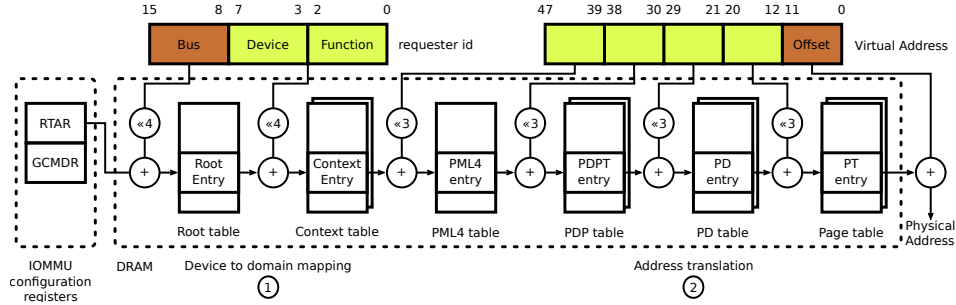 15 8 7 3 2 0 47 39 38 30 29 21 20 12 11 0
Bus Device Function requester id Offset Virtual Address
RTAR «4 «4 «3 «3 «3 «3
GCMDR
+ Root Entry + Context Entry + PML4 entry + PDPT entry + PD entry + PT entry +
Root table Context table PML4 table PDP table PD table Page table Physical Address
IOMMU configuration registers
DRAM Device to domain mapping Address translation
1 2